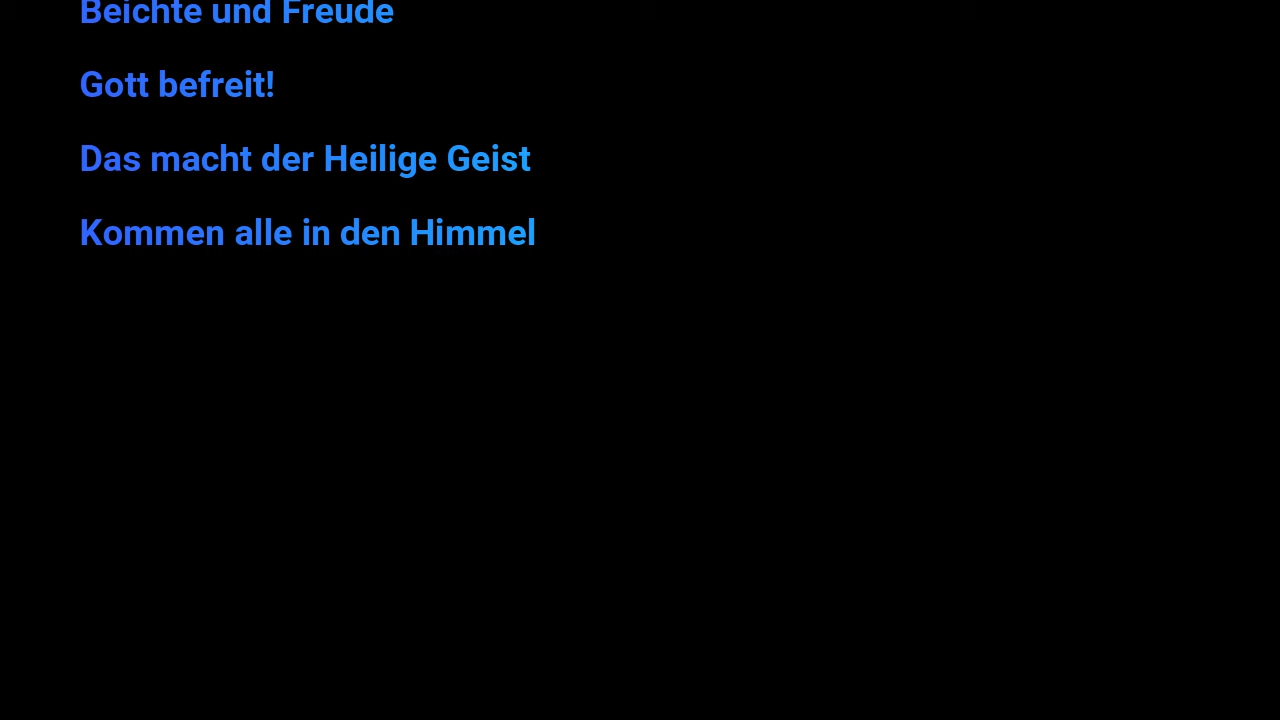 Beichte und Freude
Gott befreit!
Das macht der Heilige Geist
Kommen alle in den Himmel